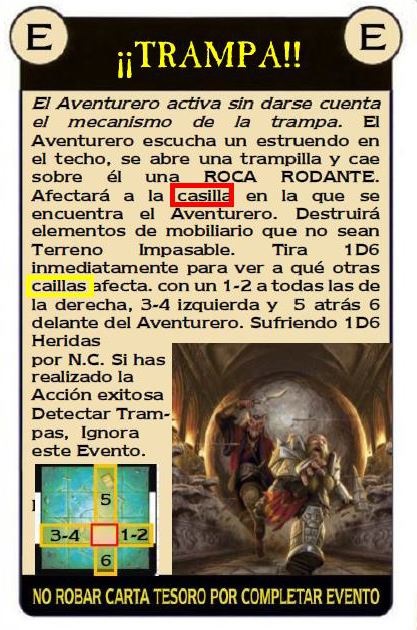 E
E
¡¡TRAMPA!!
El Aventurero activa sin darse cuenta
el mecanismo de la trampa. El
Aventurero escucha un estruendo en
el techo, se abre una trampilla y cae
sobre él una ROCA RODANTE.
Afectará a la casilla en la que se
encuentra el Aventurero. Destruirá
elementos de mobiliario que no sean
Terreno Impasable. Tira 1D6
inmediatamente para ver a qué otras
caillas afecta. con un 1-2 a todas las de
la derecha, 3-4 izquierda y 5 atrás 6
delante del Aventurero. Sufriendo 1D6
Heridas
por N.C. Si has
realizado la
Acción exitosa
Detectar Tram-
pas, Ignora
este Evento.
5
3-4
1-2
6
NO ROBAR CARTA TESORO POR COMPLETAR EVENTO